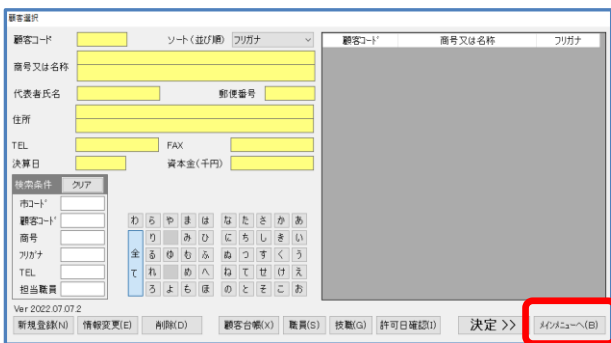 顧客選択
顧客コード ソート(並び順) フリガナ
商号又は名称
代表者氏名 郵便番号
住所
TEL FAX
決算日 資本金(千円)
検索条件 クリア
市コード
顧客コード
商号
フリガナ
TEL
担当職員
わ ら や ま は な た さ か あ
り み ひ に ち し き い
全 る ゆ む ふ ぬ つ す く う
て れ め へ ね て せ け え
ろ よ も ほ の と そ こ お
顧客コード 商号又は名称 フリガナ
Ver 2022.07.07.2
新規登録(N) 情報変更(E) 削除(D) 顧客台帳(X) 職員(S) 技職(G) 許可日確認(I) 決定 >> メインメニューへ(B)